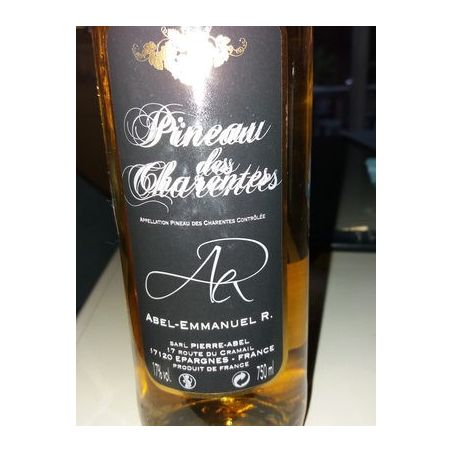 Pineau
des
Charentes
APPELLATION PINEAU DES CHARENTES CONTRÔLÉE
AR
ABEL-EMMANUEL R.
SARL PIERRE-ABEL
17 ROUTE DU CRAMAIL
17120 EPARGNES - FRANCE
PRODUIT DE FRANCE
17% vol. 750 ml